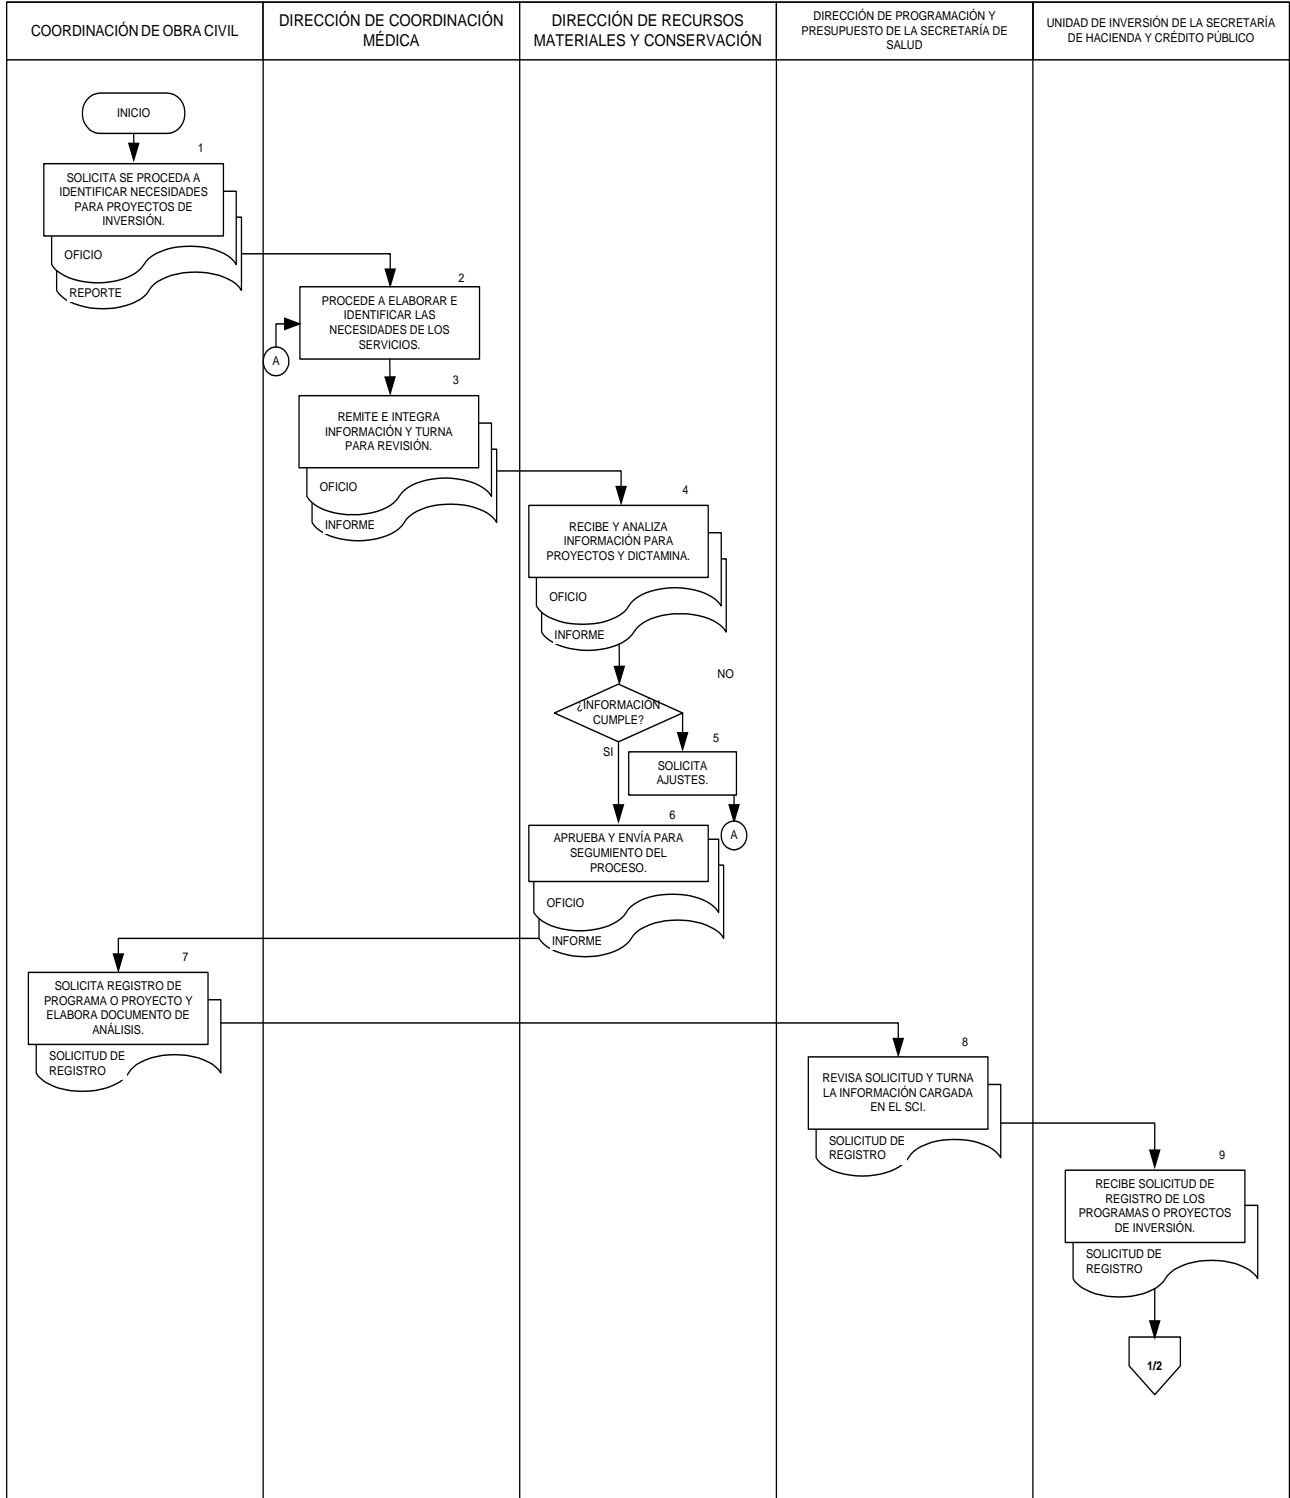 COORDINACIÓN DE OBRA CIVIL
DIRECCIÓN DE COORDINACIÓN
MÉDICA
DIRECCIÓN DE RECURSOS
MATERIALES Y CONSERVACIÓN
DIRECCIÓN DE PROGRAMACIÓN Y
PRESUPUESTO DE LA SECRETARÍA DE
SALUD
UNIDAD DE INVERSIÓN DE LA SECRETARÍA
DE HACIENDA Y CRÉDITO PÚBLICO
INICIO
1
SOLICITA SE PROCEDA A
IDENTIFICAR NECESIDADES
PARA PROYECTOS DE
INVERSIÓN.
OFICIO
REPORTE
2
PROCEDE A ELABORAR E
IDENTIFICAR LAS
NECESIDADES DE LOS
SERVICIOS.
A
3
REMITE E INTEGRA
INFORMACIÓN Y TURNA
PARA REVISIÓN.
OFICIO
INFORME
4
RECIBE Y ANALIZA
INFORMACIÓN PARA
PROYECTOS Y DICTAMINA.
OFICIO
INFORME
NO
¿INFORMACIÓN
CUMPLE?
SI
5
SOLICITA
AJUSTES.
A
6
APRUEBA Y ENVÍA PARA
SEGUMIENTO DEL
PROCESO.
OFICIO
INFORME
7
SOLICITA REGISTRO DE
PROGRAMA O PROYECTO Y
ELABORA DOCUMENTO DE
ANÁLISIS.
SOLICITUD DE
REGISTRO
8
REVISA SOLICITUD Y TURNA
LA INFORMACIÓN CARGADA
EN EL SCI.
SOLICITUD DE
REGISTRO
9
RECIBE SOLICITUD DE
REGISTRO DE LOS
PROGRAMAS O PROYECTOS
DE INVERSIÓN.
SOLICITUD DE
REGISTRO
1/2